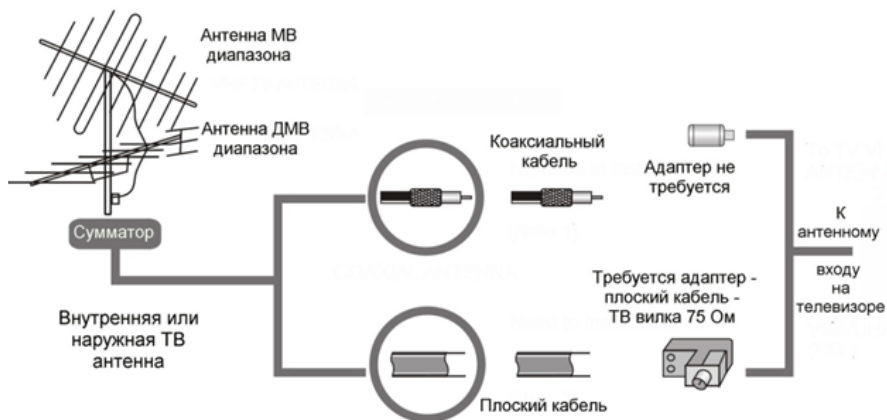 Антенна МВ
диапазона
Антенна ДМВ
диапазона
Сумматор
Внутренняя или
наружная ТВ
антенна
Коаксиальный
кабель
Адаптер не
требуется
Требуется адаптер -
плоский кабель -
ТВ вилка 75 Ом
Плоский кабель
К
антенному
входу
на
телевизоре